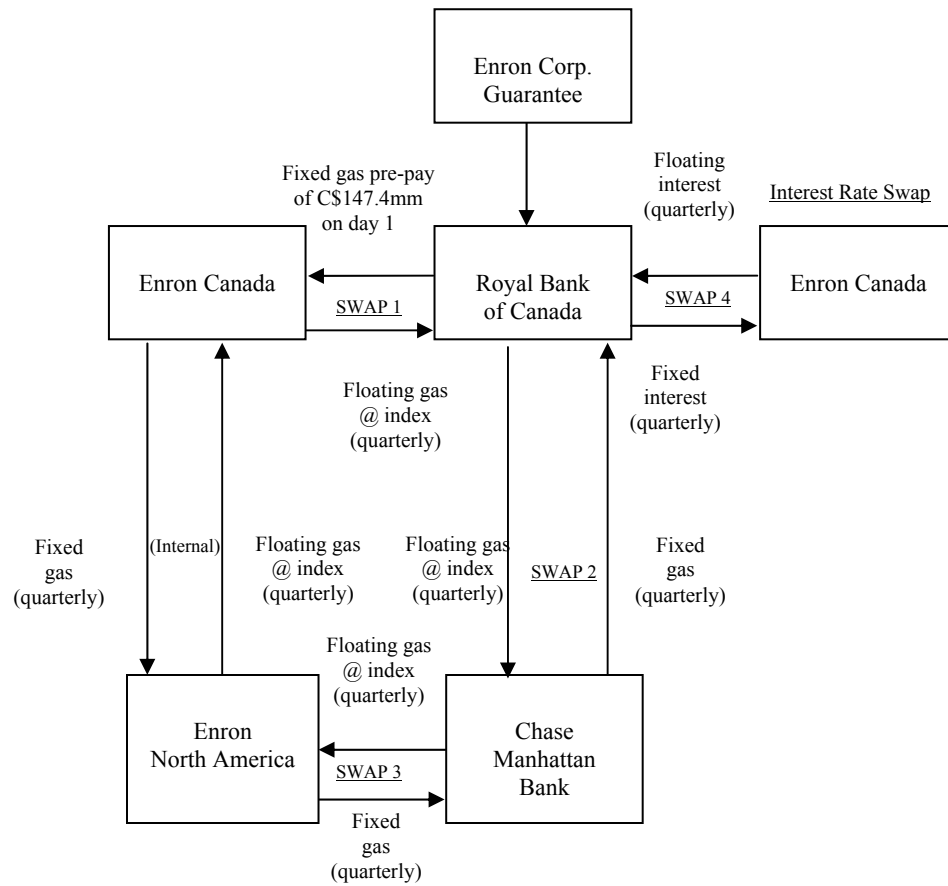 Enron Corp.
Guarantee
Fixed gas pre-pay
of C$147.4mm
on day 1
Floating
interest
(quarterly)
Interest Rate Swap
Enron Canada
SWAP 1
Royal Bank
of Canada
SWAP 4
Enron Canada
Floating gas
@ index
(quarterly)
Fixed
interest
(quarterly)
Fixed
gas
(quarterly)
(Internal)
Floating gas
@ index
(quarterly)
Floating gas
@ index
(quarterly)
SWAP 2
Fixed
gas
(quarterly)
Floating gas
@ index
(quarterly)
Enron
North America
SWAP 3
Chase
Manhattan
Bank
Fixed
gas
(quarterly)